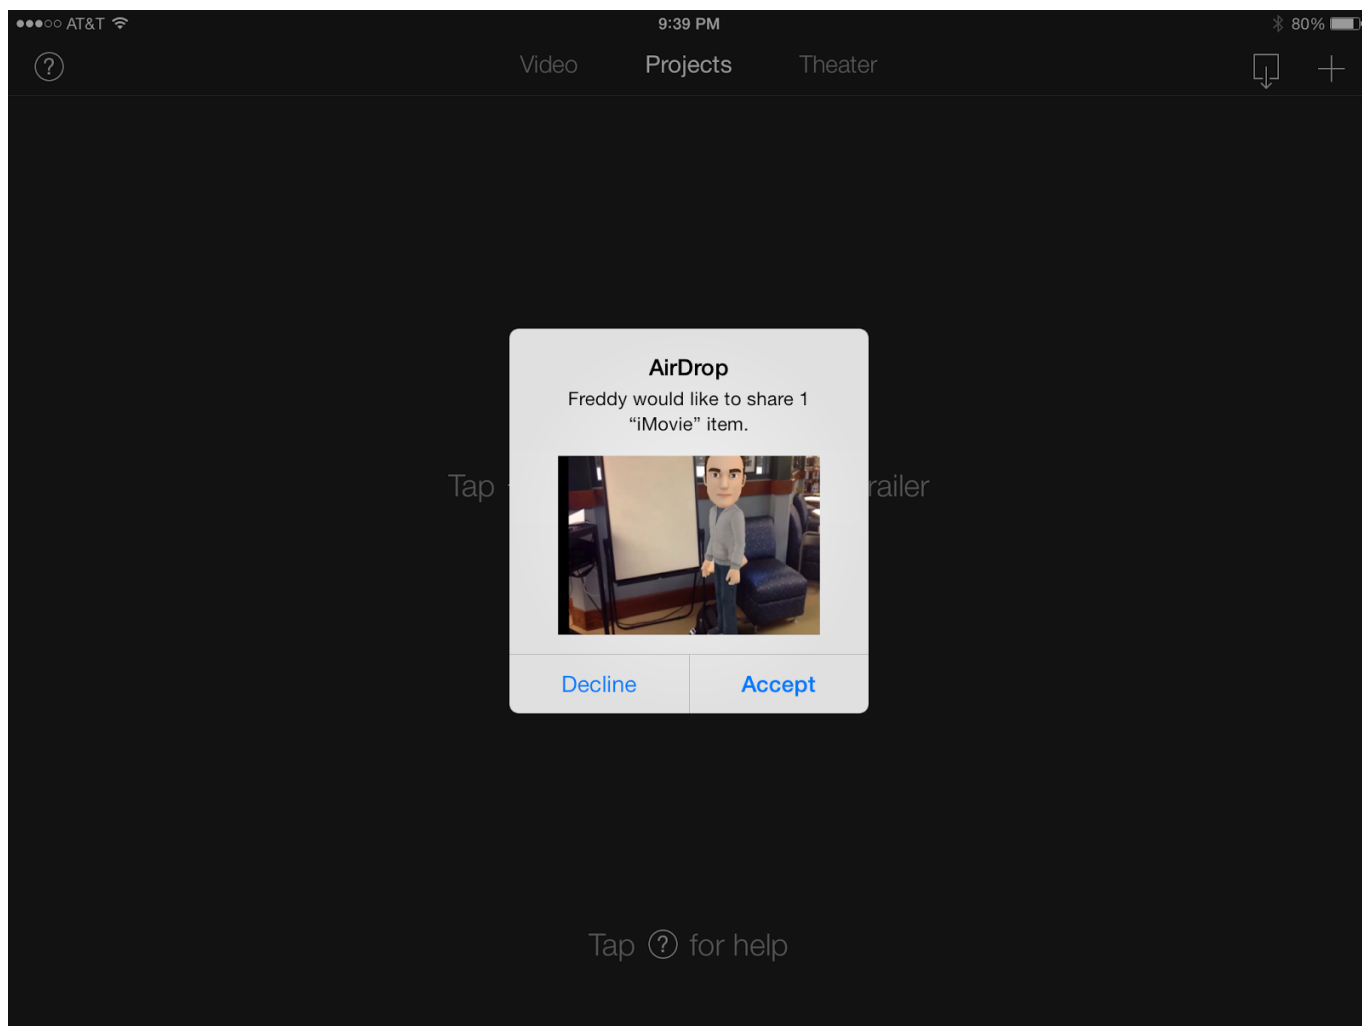 AT&T 9:39 PM 80%
? Video Projects Theater
AirDrop
Freddy would like to share 1
“iMovie” item.
Tap railer
Decline Accept
Tap ? for help